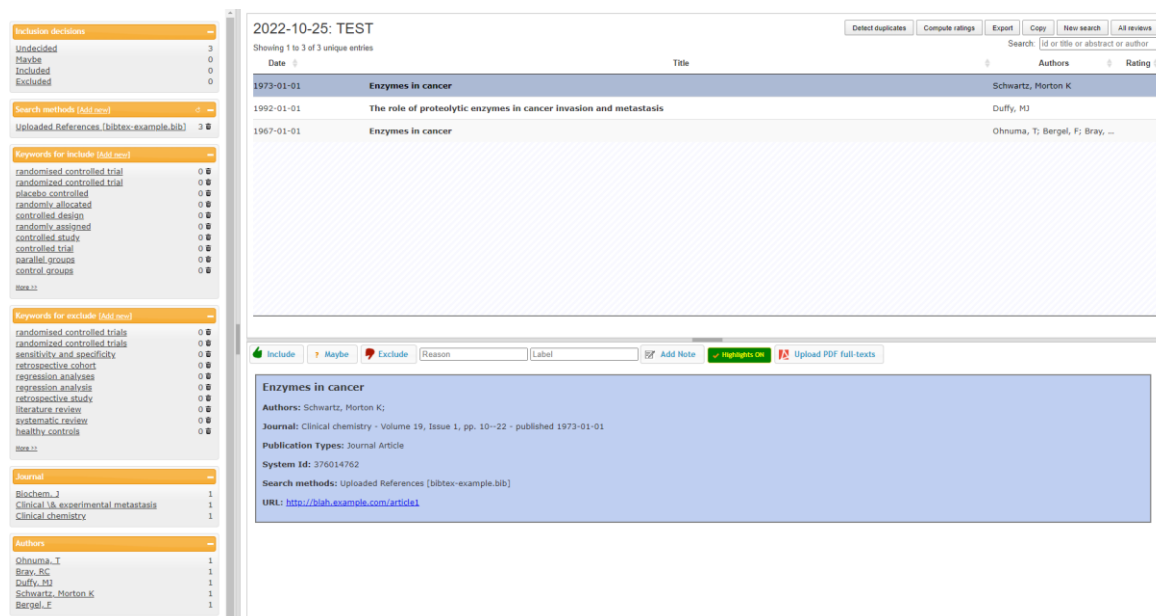 Inclusion decisions
Undecided 3
Maybe 0
Included 0
Excluded 0
Search methods [Add new]
Uploaded References [bibtex-example.bib] 3
Keywords for include [Add new]
randomised controlled trial 0
randomized controlled trial 0
placebo controlled 0
randomly allocated 0
controlled design 0
randomly assigned 0
controlled study 0
controlled trial 0
parallel groups 0
control groups 0
More >>
Keywords for exclude [Add new]
randomised controlled trials 0
randomized controlled trials 0
sensitivity and specificity 0
retrospective cohort 0
regression analyses 0
regression analysis 0
retrospective study 0
literature review 0
systematic review 0
healthy controls 0
More >>
Journal
Biochem. J 1
Clinical \& experimental metastasis 1
Clinical chemistry 1
Authors
Ohnuma, T 1
Bray, RC 1
Duffy, MJ 1
Schwartz, Morton K 1
Bergel, F 1
2022-10-25: TEST
Detect duplicates Compute ratings Export Copy New search All reviews
Showing 1 to 3 of 3 unique entries
Search: id or title or abstract or author
Date Title Authors Rating
1973-01-01 Enzymes in cancer Schwartz, Morton K
1992-01-01 The role of proteolytic enzymes in cancer invasion and metastasis Duffy, MJ
1967-01-01 Enzymes in cancer Ohnuma, T; Bergel, F; Bray, ...
Include ? Maybe Exclude Reason Label Add Note Highlights ON Upload PDF full-texts
Enzymes in cancer
Authors: Schwartz, Morton K;
Journal: Clinical chemistry - Volume 19, Issue 1, pp. 10--22 - published 1973-01-01
Publication Types: Journal Article
System Id: 376014762
Search methods: Uploaded References [bibtex-example.bib]
URL: http://blah.example.com/article1